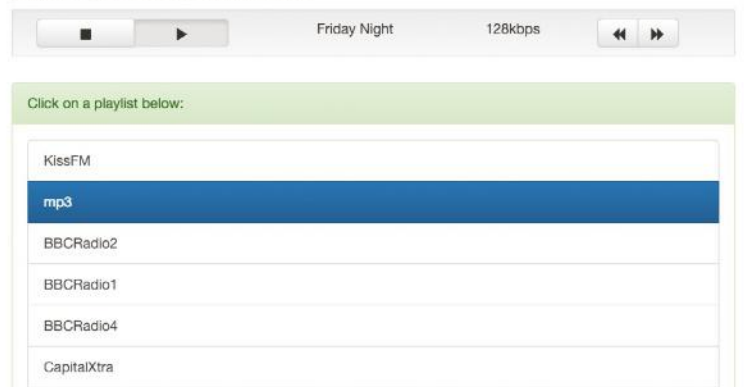 Friday Night 128kbps
Click on a playlist below:
KissFM
mp3
BBCRadio2
BBCRadio1
BBCRadio4
CapitalXtra